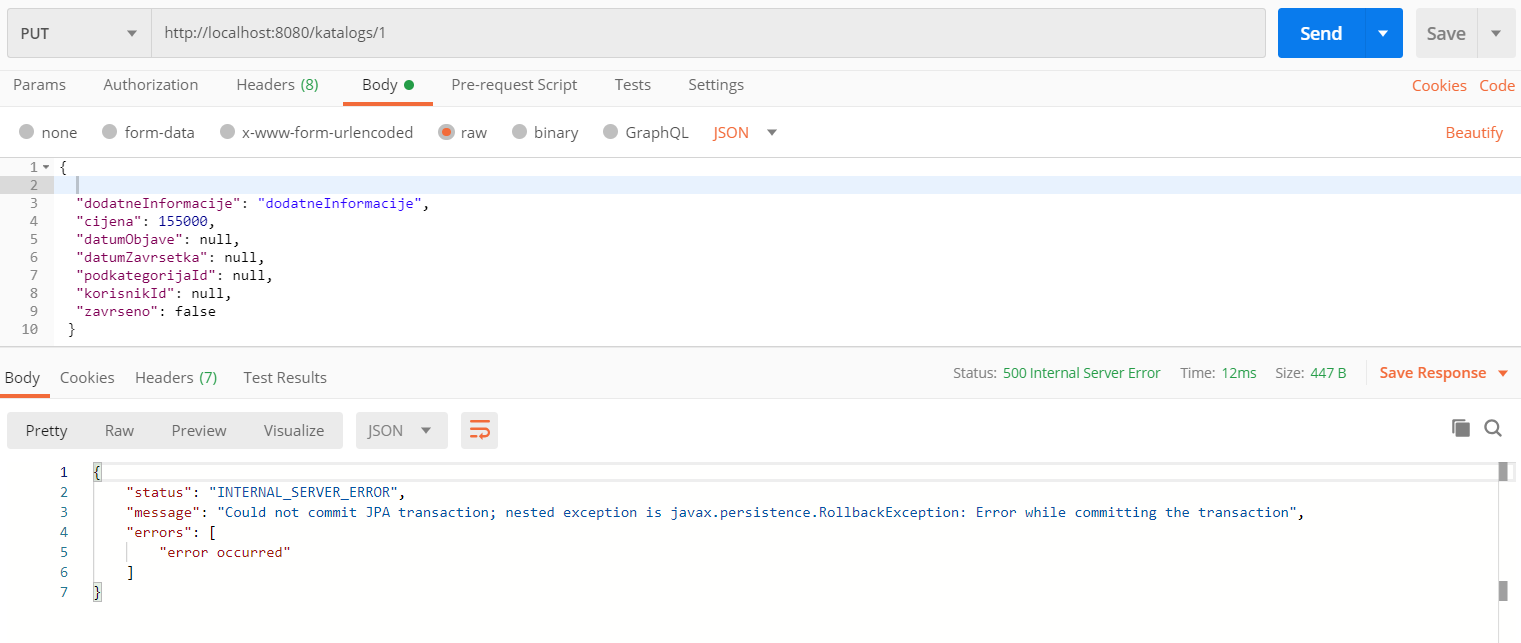 PUT http://localhost:8080/katalogs/1 Send Save
Params Authorization Headers (8) Body Pre-request Script Tests Settings Cookies Code
none form-data x-www-form-urlencoded raw binary GraphQL JSON Beautify
1 {
2
3 "dodatneInformacije": "dodatneInformacije",
4 "cijena": 155000,
5 "datumObjave": null,
6 "datumZavrsetka": null,
7 "podkategorijaId": null,
8 "korisnikId": null,
9 "zavrseno": false
10 }
Body Cookies Headers (7) Test Results Status: 500 Internal Server Error Time: 12ms Size: 447 B Save Response
Pretty Raw Preview Visualize JSON
1 {
2 "status": "INTERNAL_SERVER_ERROR",
3 "message": "Could not commit JPA transaction; nested exception is javax.persistence.RollbackException: Error while committing the transaction",
4 "errors": [
5 "error occurred"
6 ]
7 }